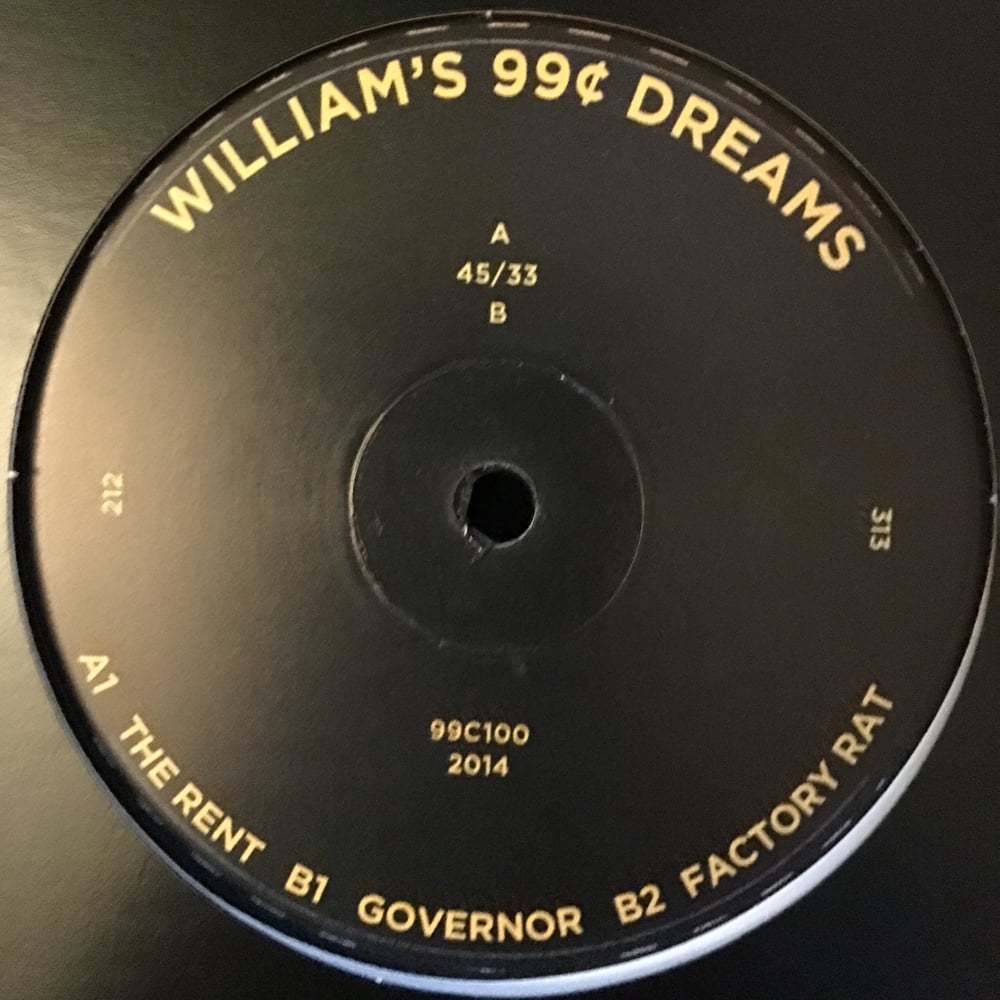 WILLIAM'S 99¢ DREAMS
A
45/33
B
212
313
99C100
2014
A1 THE RENT B1 GOVERNOR B2 FACTORY RAT